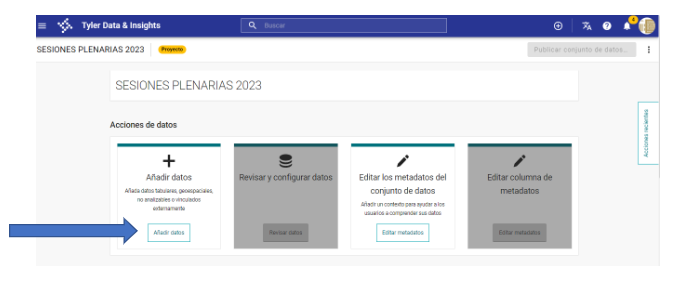 Tyler Data & Insights
Buscar
4
SESIONES PLENARIAS 2023
Proyecto
Publicar conjunto de datos...
SESIONES PLENARIAS 2023
Acciones recientes
Acciones de datos
Añadir datos
Añada datos tabulares, geoespaciales,
no analizables o vinculados
externamente
Añadir datos
Revisar y configurar datos
Revisar datos
Editar los metadatos del
conjunto de datos
Añadir un contexto para ayudar a los
usuarios a comprender sus datos
Editar metadatos
Editar columna de
metadatos
Editar metadatos